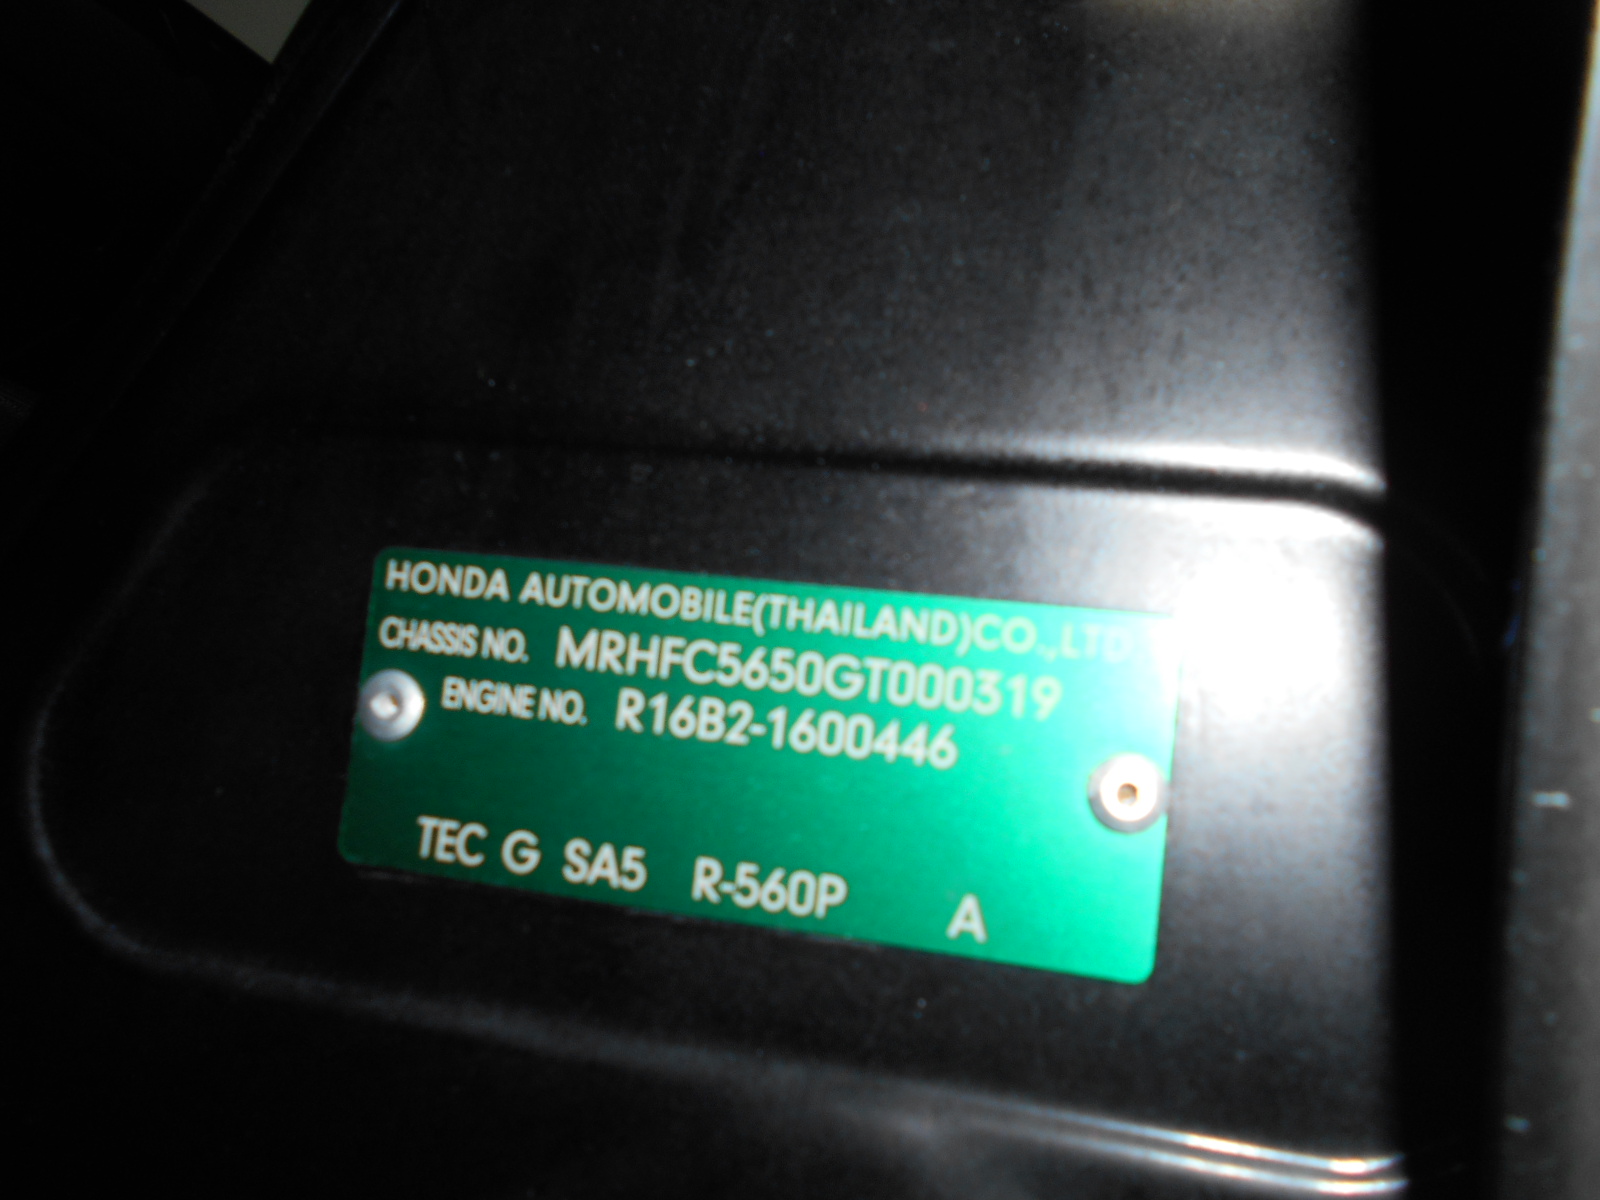 HONDA AUTOMOBILE(THAILAND)CO.,LTD
CHASSIS NO. MRHFC5650GT000319
ENGINE NO. R16B2-1600446
TEC G SA5 R-560P A